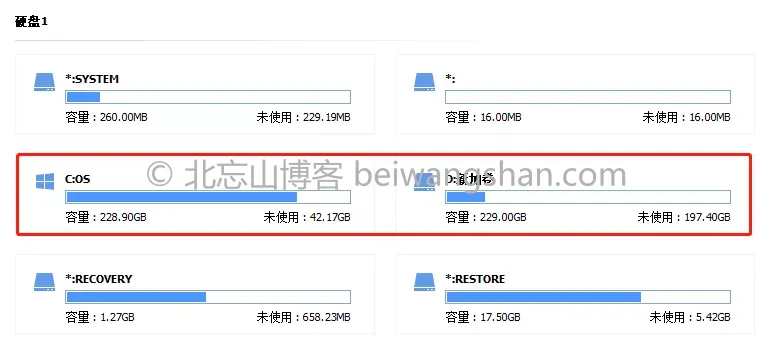 硬盘1
*:SYSTEM
容量：260.00MB 未使用：229.19MB
*:
容量：16.00MB 未使用：16.00MB
C:OS
容量：228.90GB 未使用：42.17GB
D:新加卷
容量：229.00GB 未使用：197.40GB
© 北忘山博客 beiwangshan.com
*:RECOVERY
容量：1.27GB 未使用：658.23MB
*:RESTORE
容量：17.50GB 未使用：5.42GB